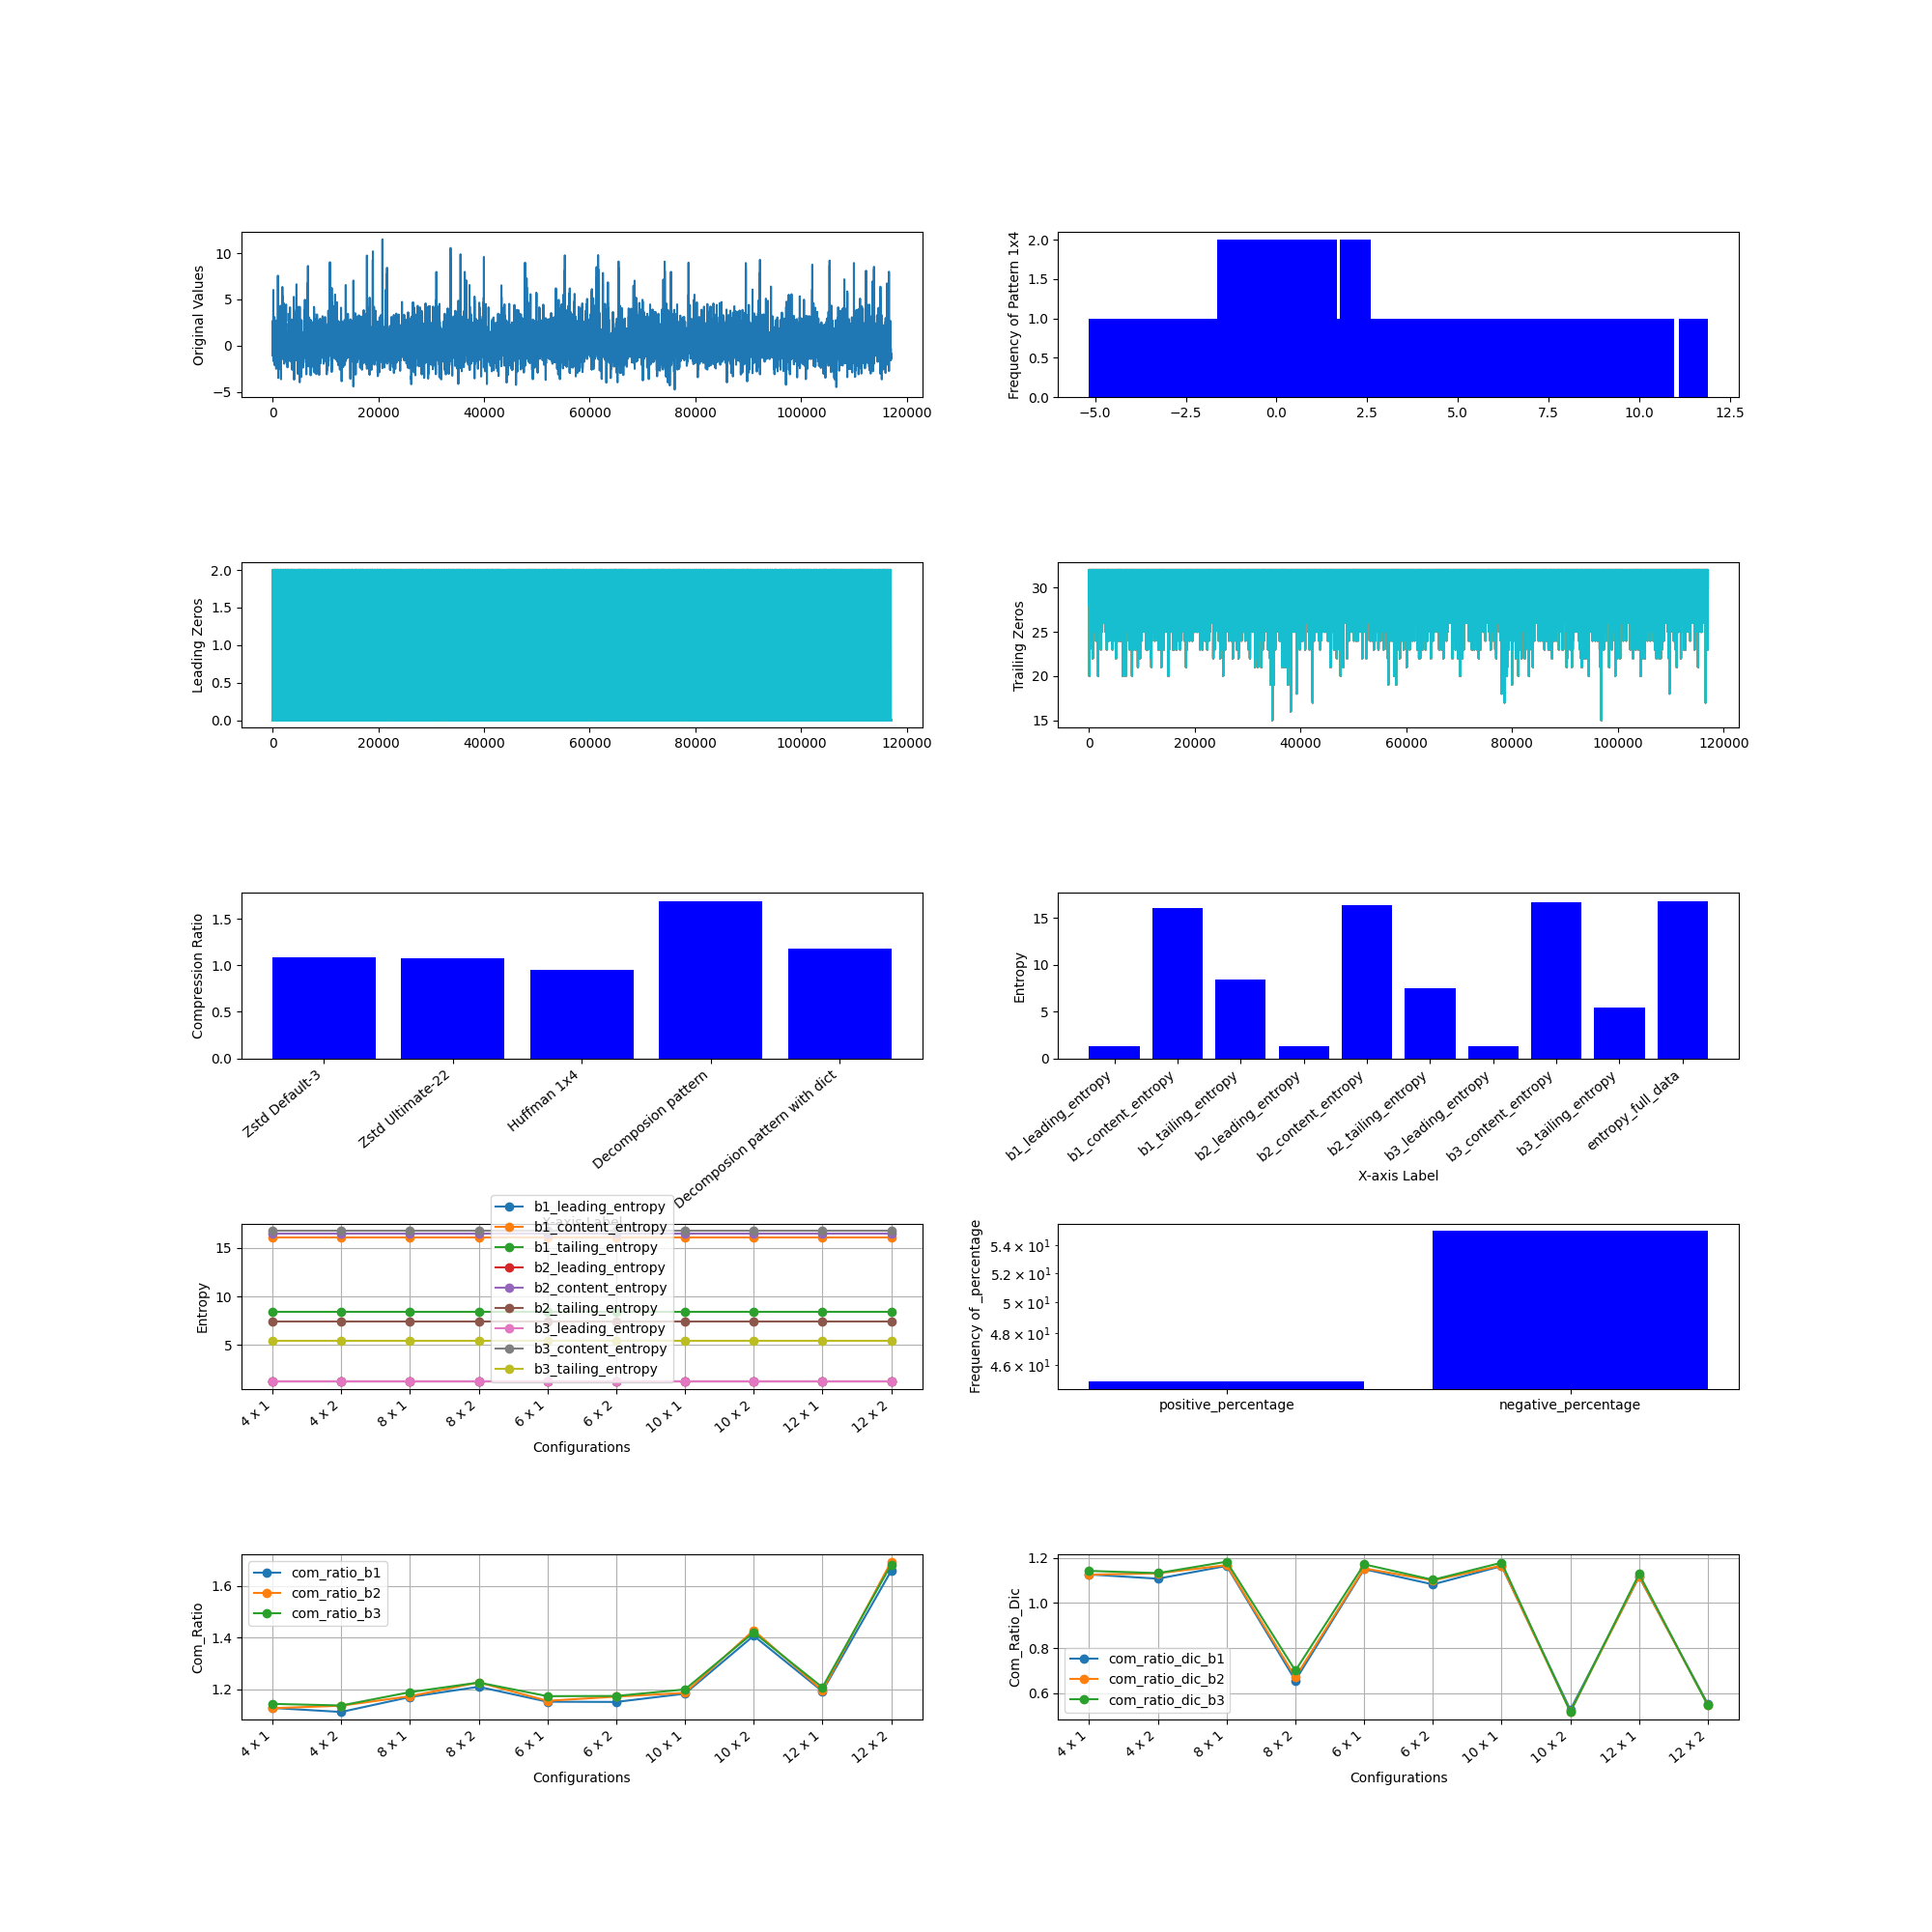 Original Values
10
5
0
−5
0 20000 40000 60000 80000 100000 120000
Frequency of Pattern 1x4
2.0
1.5
1.0
0.5
0.0
−5.0 −2.5 0.0 2.5 5.0 7.5 10.0 12.5
Leading Zeros
2.0
1.5
1.0
0.5
0.0
0 20000 40000 60000 80000 100000 120000
Trailing Zeros
30
25
20
15
0 20000 40000 60000 80000 100000 120000
Compression Ratio
1.5
1.0
0.5
0.0
Zstd Default-3
Zstd Ultimate-22
Huffman 1x4
Decomposion pattern
Decomposion pattern with dict
X-axis Label
Entropy
15
10
5
0
b1_leading_entropy
b1_content_entropy
b1_tailing_entropy
b2_leading_entropy
b2_content_entropy
b2_tailing_entropy
b3_leading_entropy
b3_content_entropy
b3_tailing_entropy
entropy_full_data
X-axis Label
Entropy
15
10
5
b1_leading_entropy
b1_content_entropy
b1_tailing_entropy
b2_leading_entropy
b2_content_entropy
b2_tailing_entropy
b3_leading_entropy
b3_content_entropy
b3_tailing_entropy
4 x 1
4 x 2
8 x 1
8 x 2
6 x 1
6 x 2
10 x 1
10 x 2
12 x 1
12 x 2
Configurations
Frequency of _percentage
5.4 × 10¹
5.2 × 10¹
5 × 10¹
4.8 × 10¹
4.6 × 10¹
positive_percentage negative_percentage
Com_Ratio
1.6
1.4
1.2
com_ratio_b1
com_ratio_b2
com_ratio_b3
4 x 1
4 x 2
8 x 1
8 x 2
6 x 1
6 x 2
10 x 1
10 x 2
12 x 1
12 x 2
Configurations
Com_Ratio_Dic
1.2
1.0
0.8
0.6
com_ratio_dic_b1
com_ratio_dic_b2
com_ratio_dic_b3
4 x 1
4 x 2
8 x 1
8 x 2
6 x 1
6 x 2
10 x 1
10 x 2
12 x 1
12 x 2
Configurations